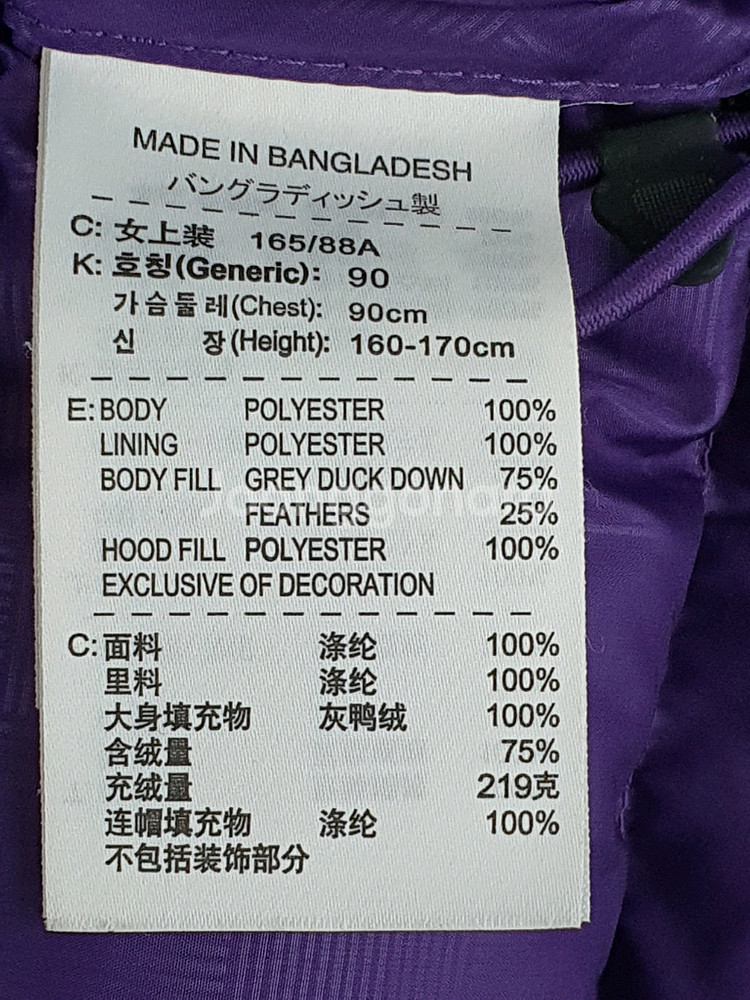 MADE IN BANGLADESH
バングラディッシュ製
C: 女上装 165/88A
K: 호칭(Generic): 90
가슴둘레(Chest): 90cm
신 장(Height): 160-170cm
E: BODY POLYESTER 100%
LINING POLYESTER 100%
BODY FILL GREY DUCK DOWN 75%
FEATHERS 25%
HOOD FILL POLYESTER 100%
EXCLUSIVE OF DECORATION
C: 面料 涤纶 100%
里料 涤纶 100%
大身填充物 灰鸭绒 100%
含绒量 75%
充绒量 219克
连帽填充物 涤纶 100%
不包括装饰部分